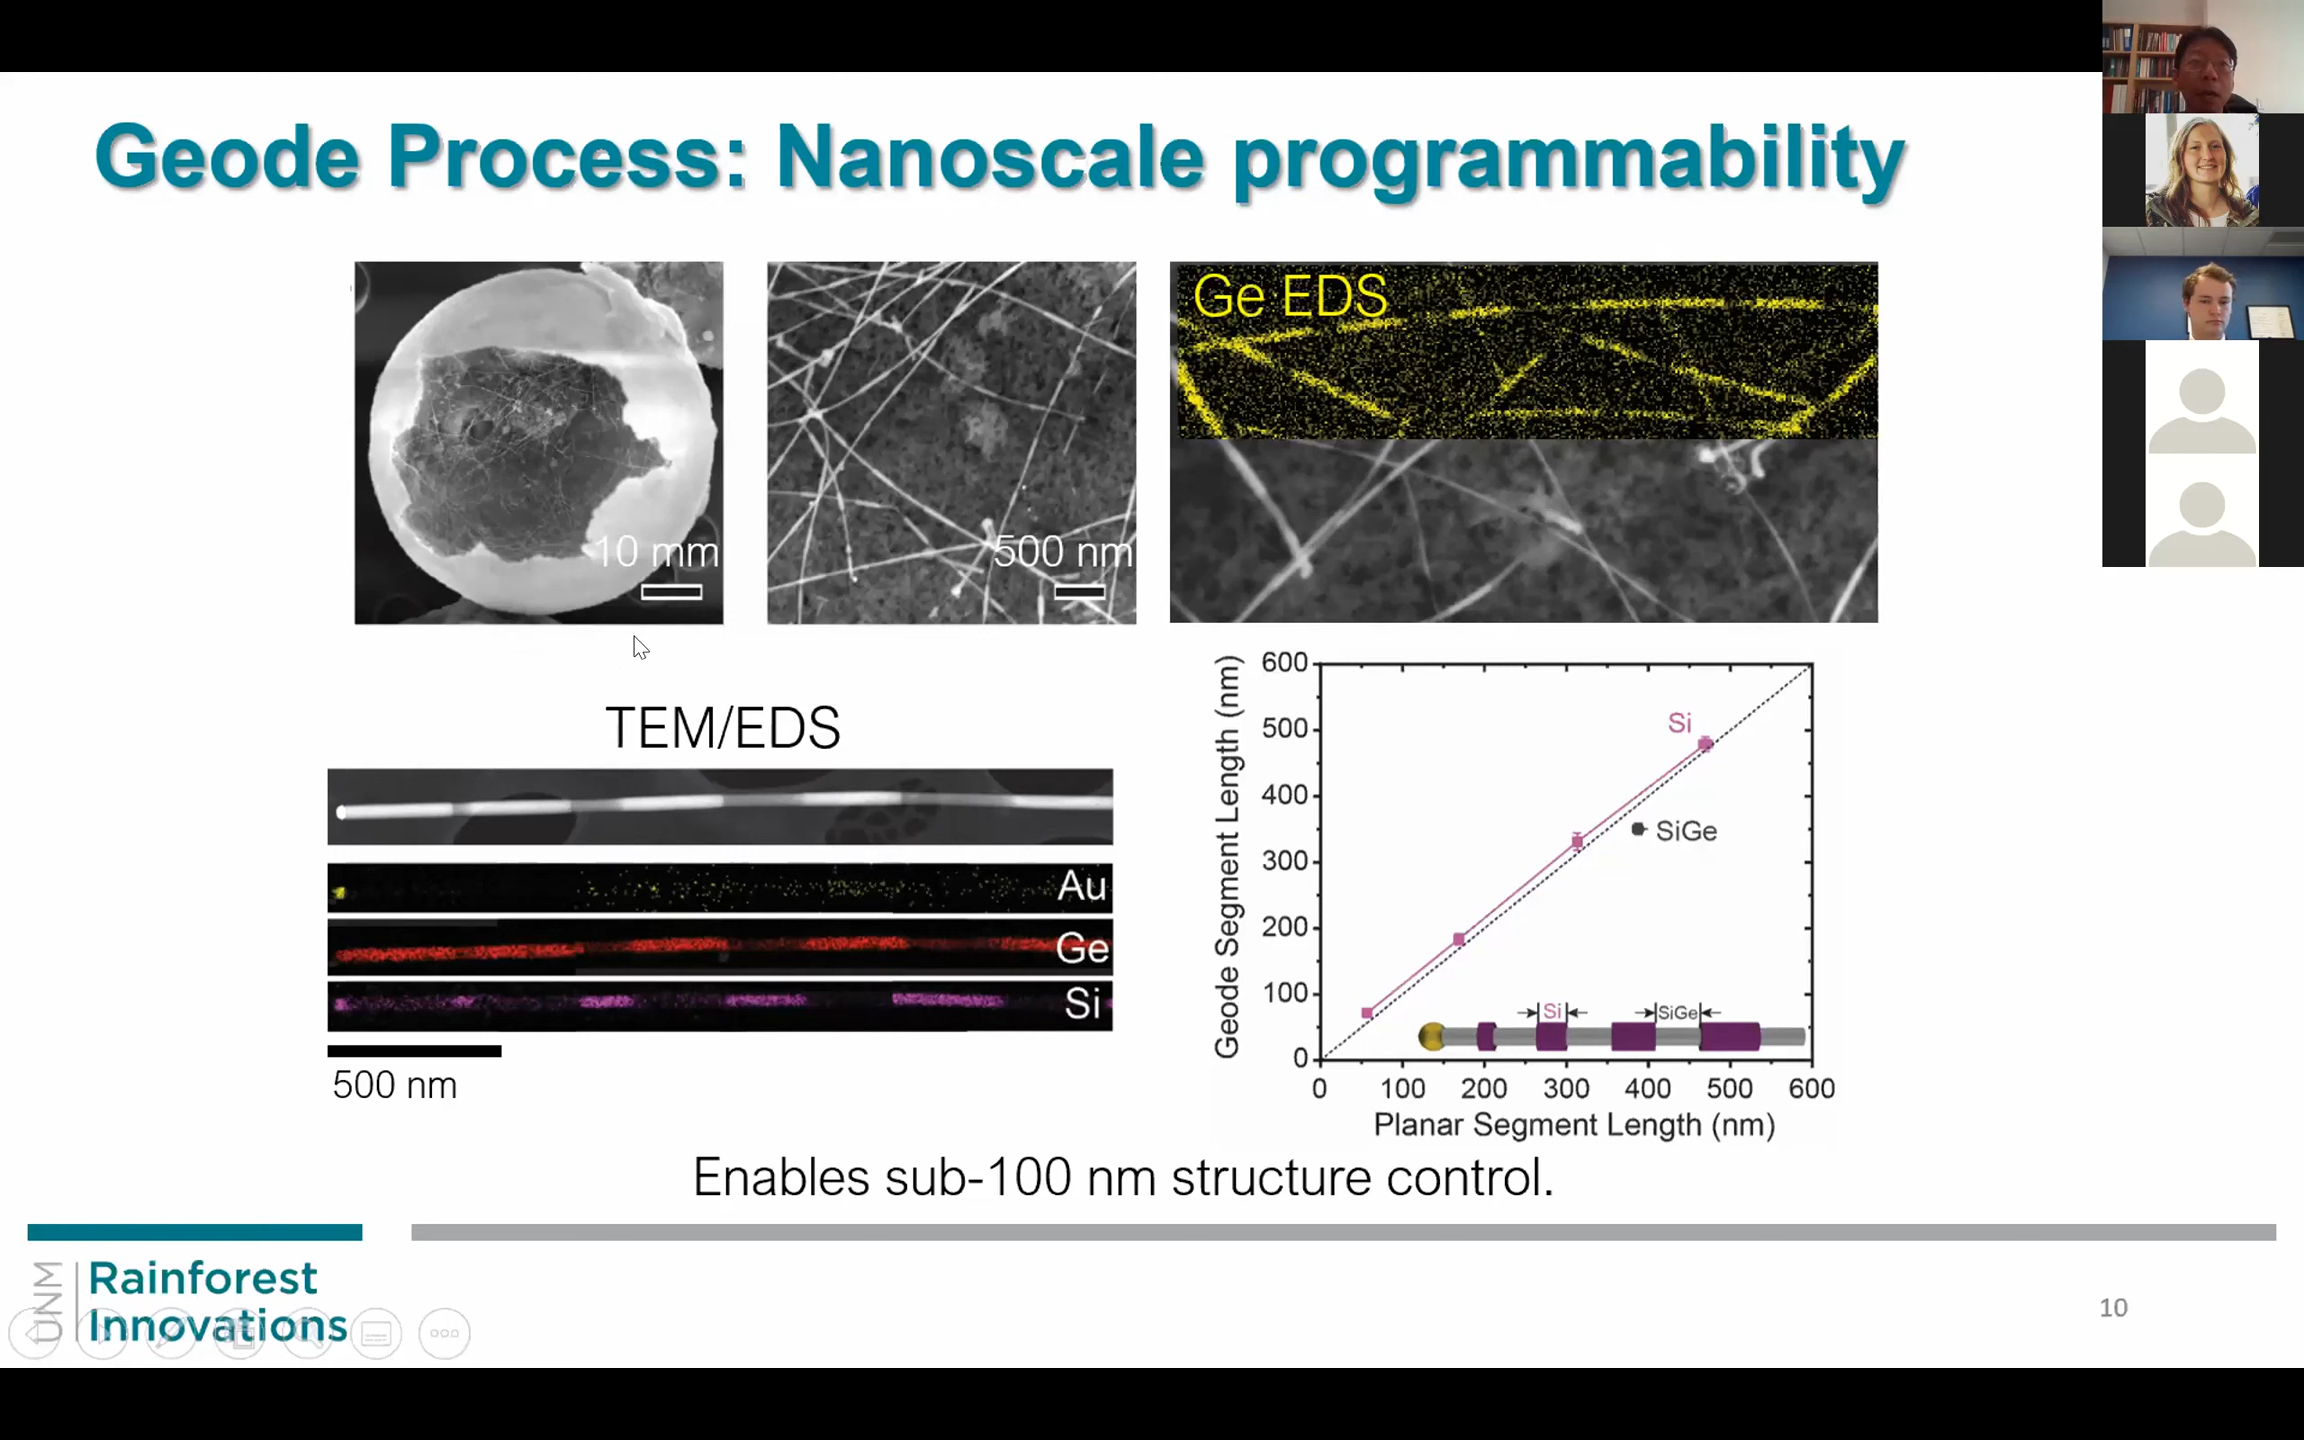 Geode Process: Nanoscale programmability
10 mm
500 nm
Ge EDS
TEM/EDS
Au
Ge
Si
500 nm
Geode Segment Length (nm)
600
500
400
300
200
100
0
Si
SiGe
Si
SiGe
0 100 200 300 400 500 600
Planar Segment Length (nm)
Enables sub-100 nm structure control.
UNM
Rainforest
Innovations
10